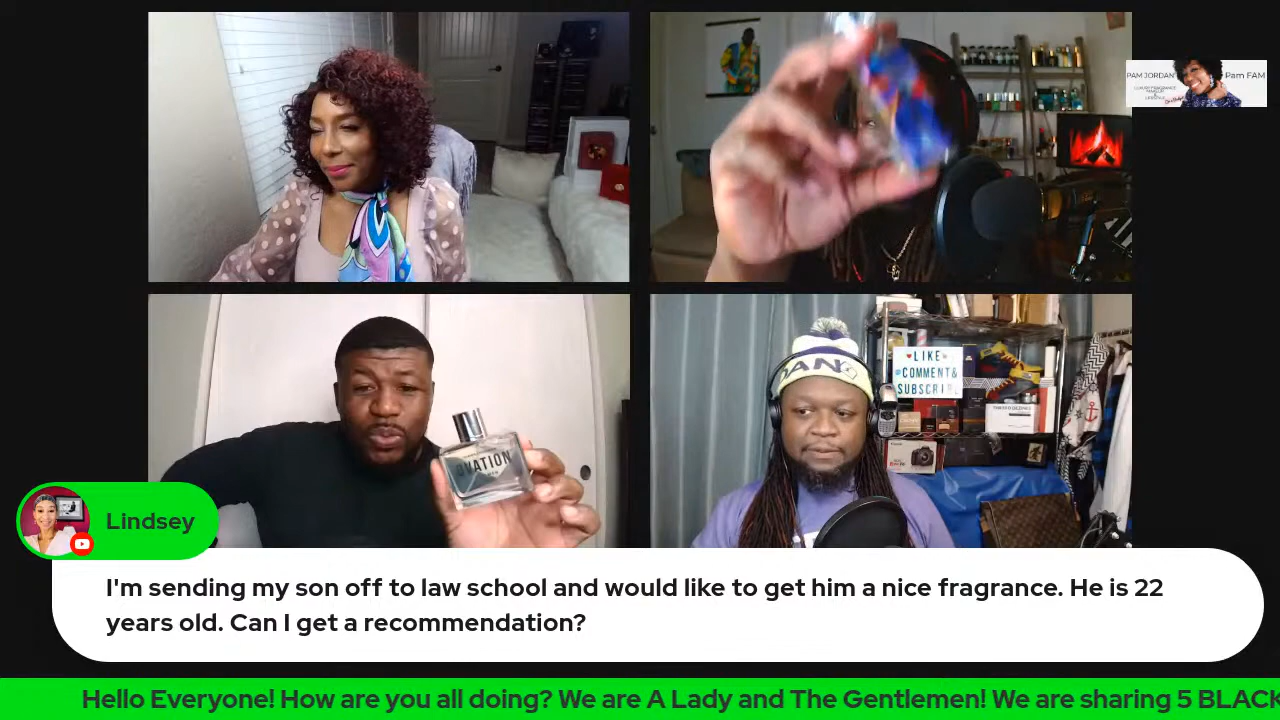 PAM JORDAN
Pam FAM
LIKE
COMMENT&
SUBSCRIBE
OVATION
Lindsey
I'm sending my son off to law school and would like to get him a nice fragrance. He is 22
years old. Can I get a recommendation?
Hello Everyone! How are you all doing? We are A Lady and The Gentlemen! We are sharing 5 BLACK